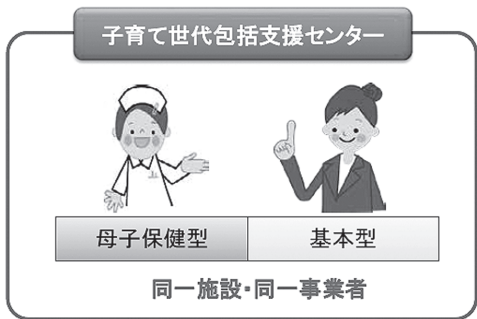 子育て世代包括支援センター
母子保健型
基本型
同一施設・同一事業者